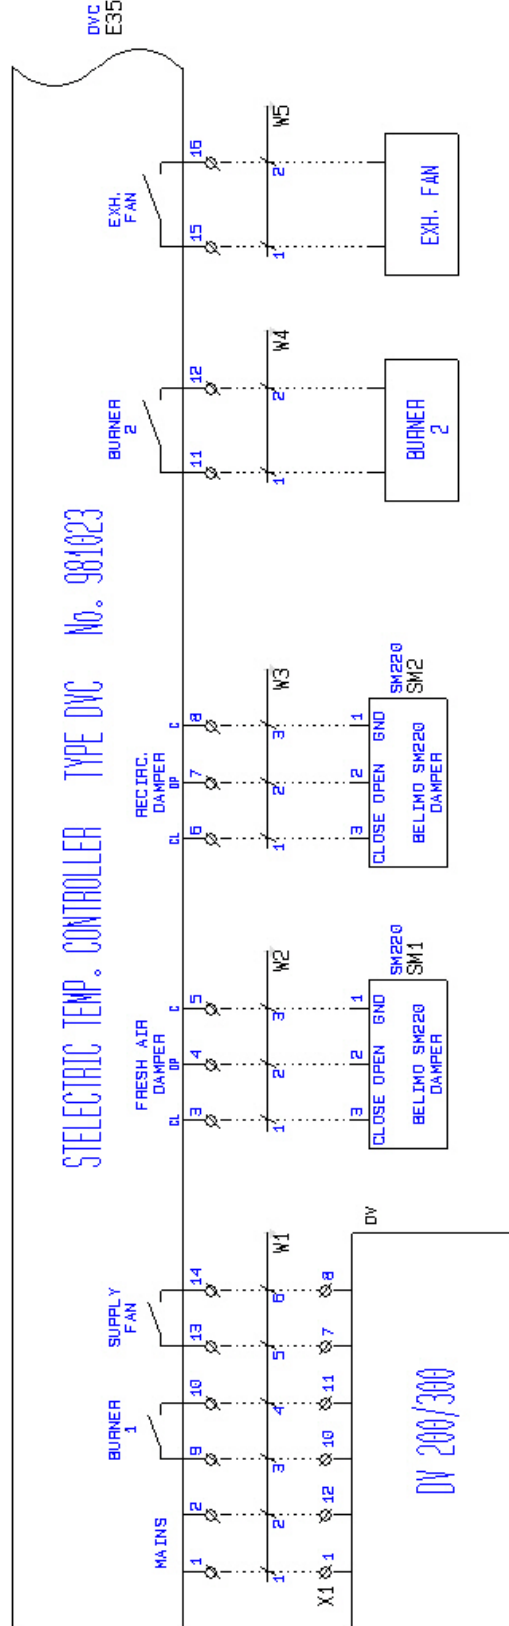 DVC
E35
STELECTRIC TEMP. CONTROLLER TYPE DVC No. 981023
MAINS
BURNER
1
SUPPLY
FAN
FRESH AIR
DAMPER
RECIRC.
DAMPER
BURNER
2
EXH.
FAN
CL OP C
CL OP C
1 2 9 10 13 14
3 4 5
6 7 8
11 12
15 16
1 2 3 4 5 6 W1
1 2 3 W2
1 2 3 W3
1 2 W4
1 2 W5
X1 1 12 10 11 7 8
DV
DV 200/300
3 2 1
CLOSE OPEN GND
BELIMO SM220
DAMPER
SM220
SM1
3 2 1
CLOSE OPEN GND
BELIMO SM220
DAMPER
SM220
SM2
BURNER
2
EXH. FAN